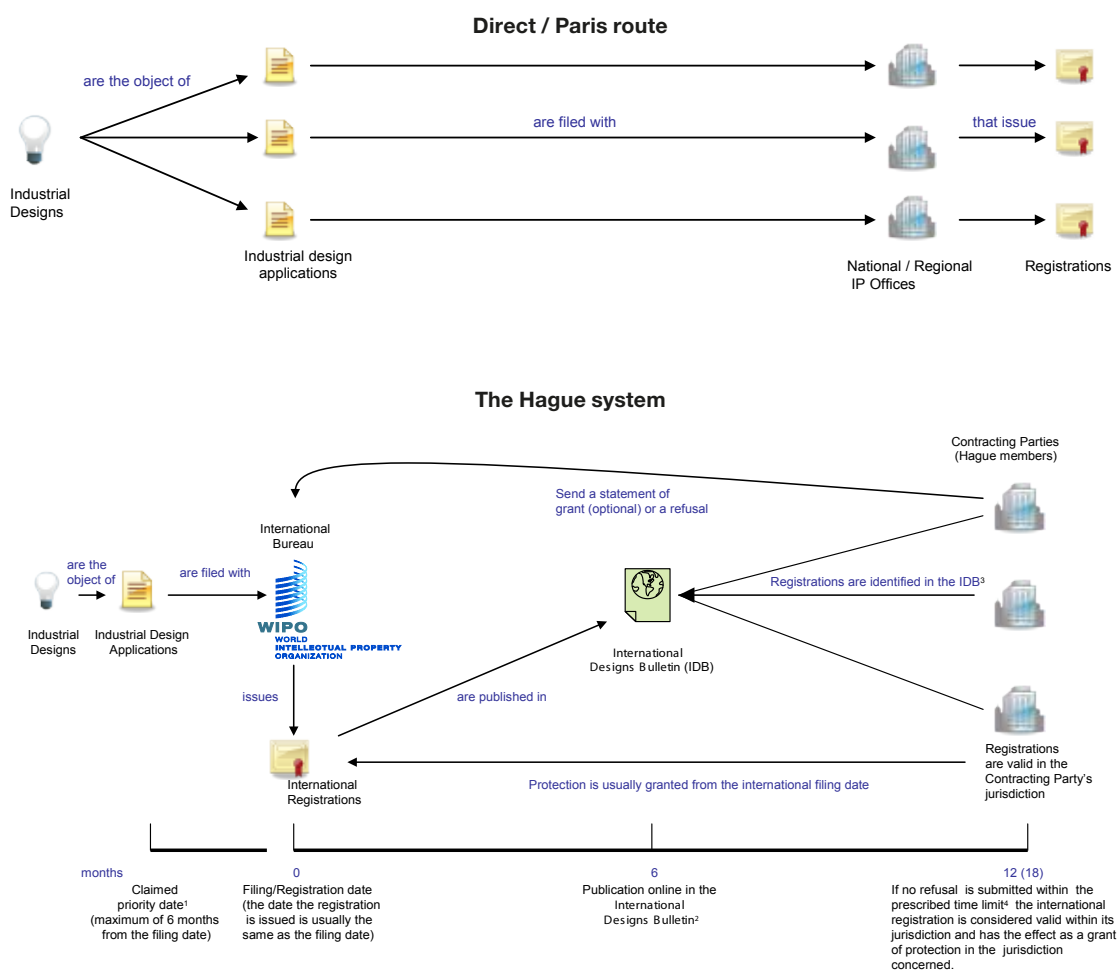 Direct / Paris route
are the object of
are filed with
that issue
Industrial
Designs
Industrial design
applications
National / Regional
IP Offices
Registrations
The Hague system
Contracting Parties
(Hague members)
Send a statement of
grant (optional) or a refusal
International
Bureau
are the
object of
are filed with
Registrations are identified in the IDB³
Industrial
Designs
Industrial Design
Applications
WIPO
WORLD
INTELLECTUAL PROPERTY
ORGANIZATION
International
Designs Bulletin (IDB)
issues
are published in
International
Registrations
Protection is usually granted from the international filing date
Registrations
are valid in the
Contracting Party's
jurisdiction
months
0
6
12 (18)
Claimed
priority date¹
(maximum of 6 months
from the filing date)
Filing/Registration date
(the date the registration
is issued is usually the
same as the filing date)
Publication online in the
International
Designs Bulletin²
If no refusal is submitted within the
prescribed time limit⁴ the international
registration is considered valid within its
jurisdiction and has the effect as a grant
of protection in the jurisdiction
concerned.